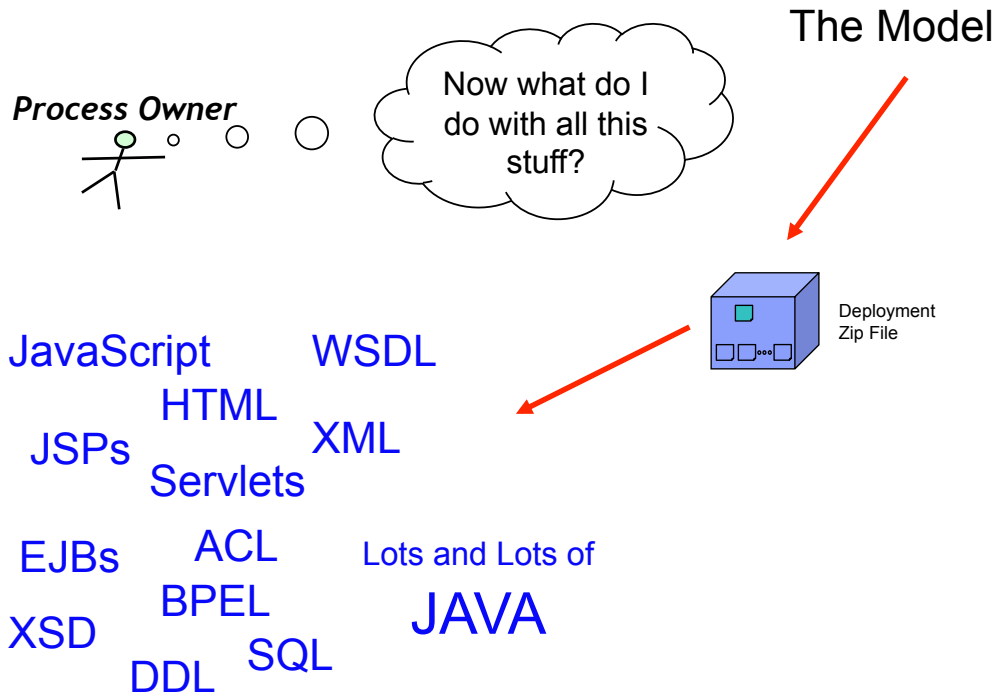 The Model
Process Owner
Now what do I
do with all this
stuff?
Deployment
Zip File
JavaScript
WSDL
HTML
XML
JSPs
Servlets
EJBs
ACL
Lots and Lots of
JAVA
BPEL
XSD
SQL
DDL